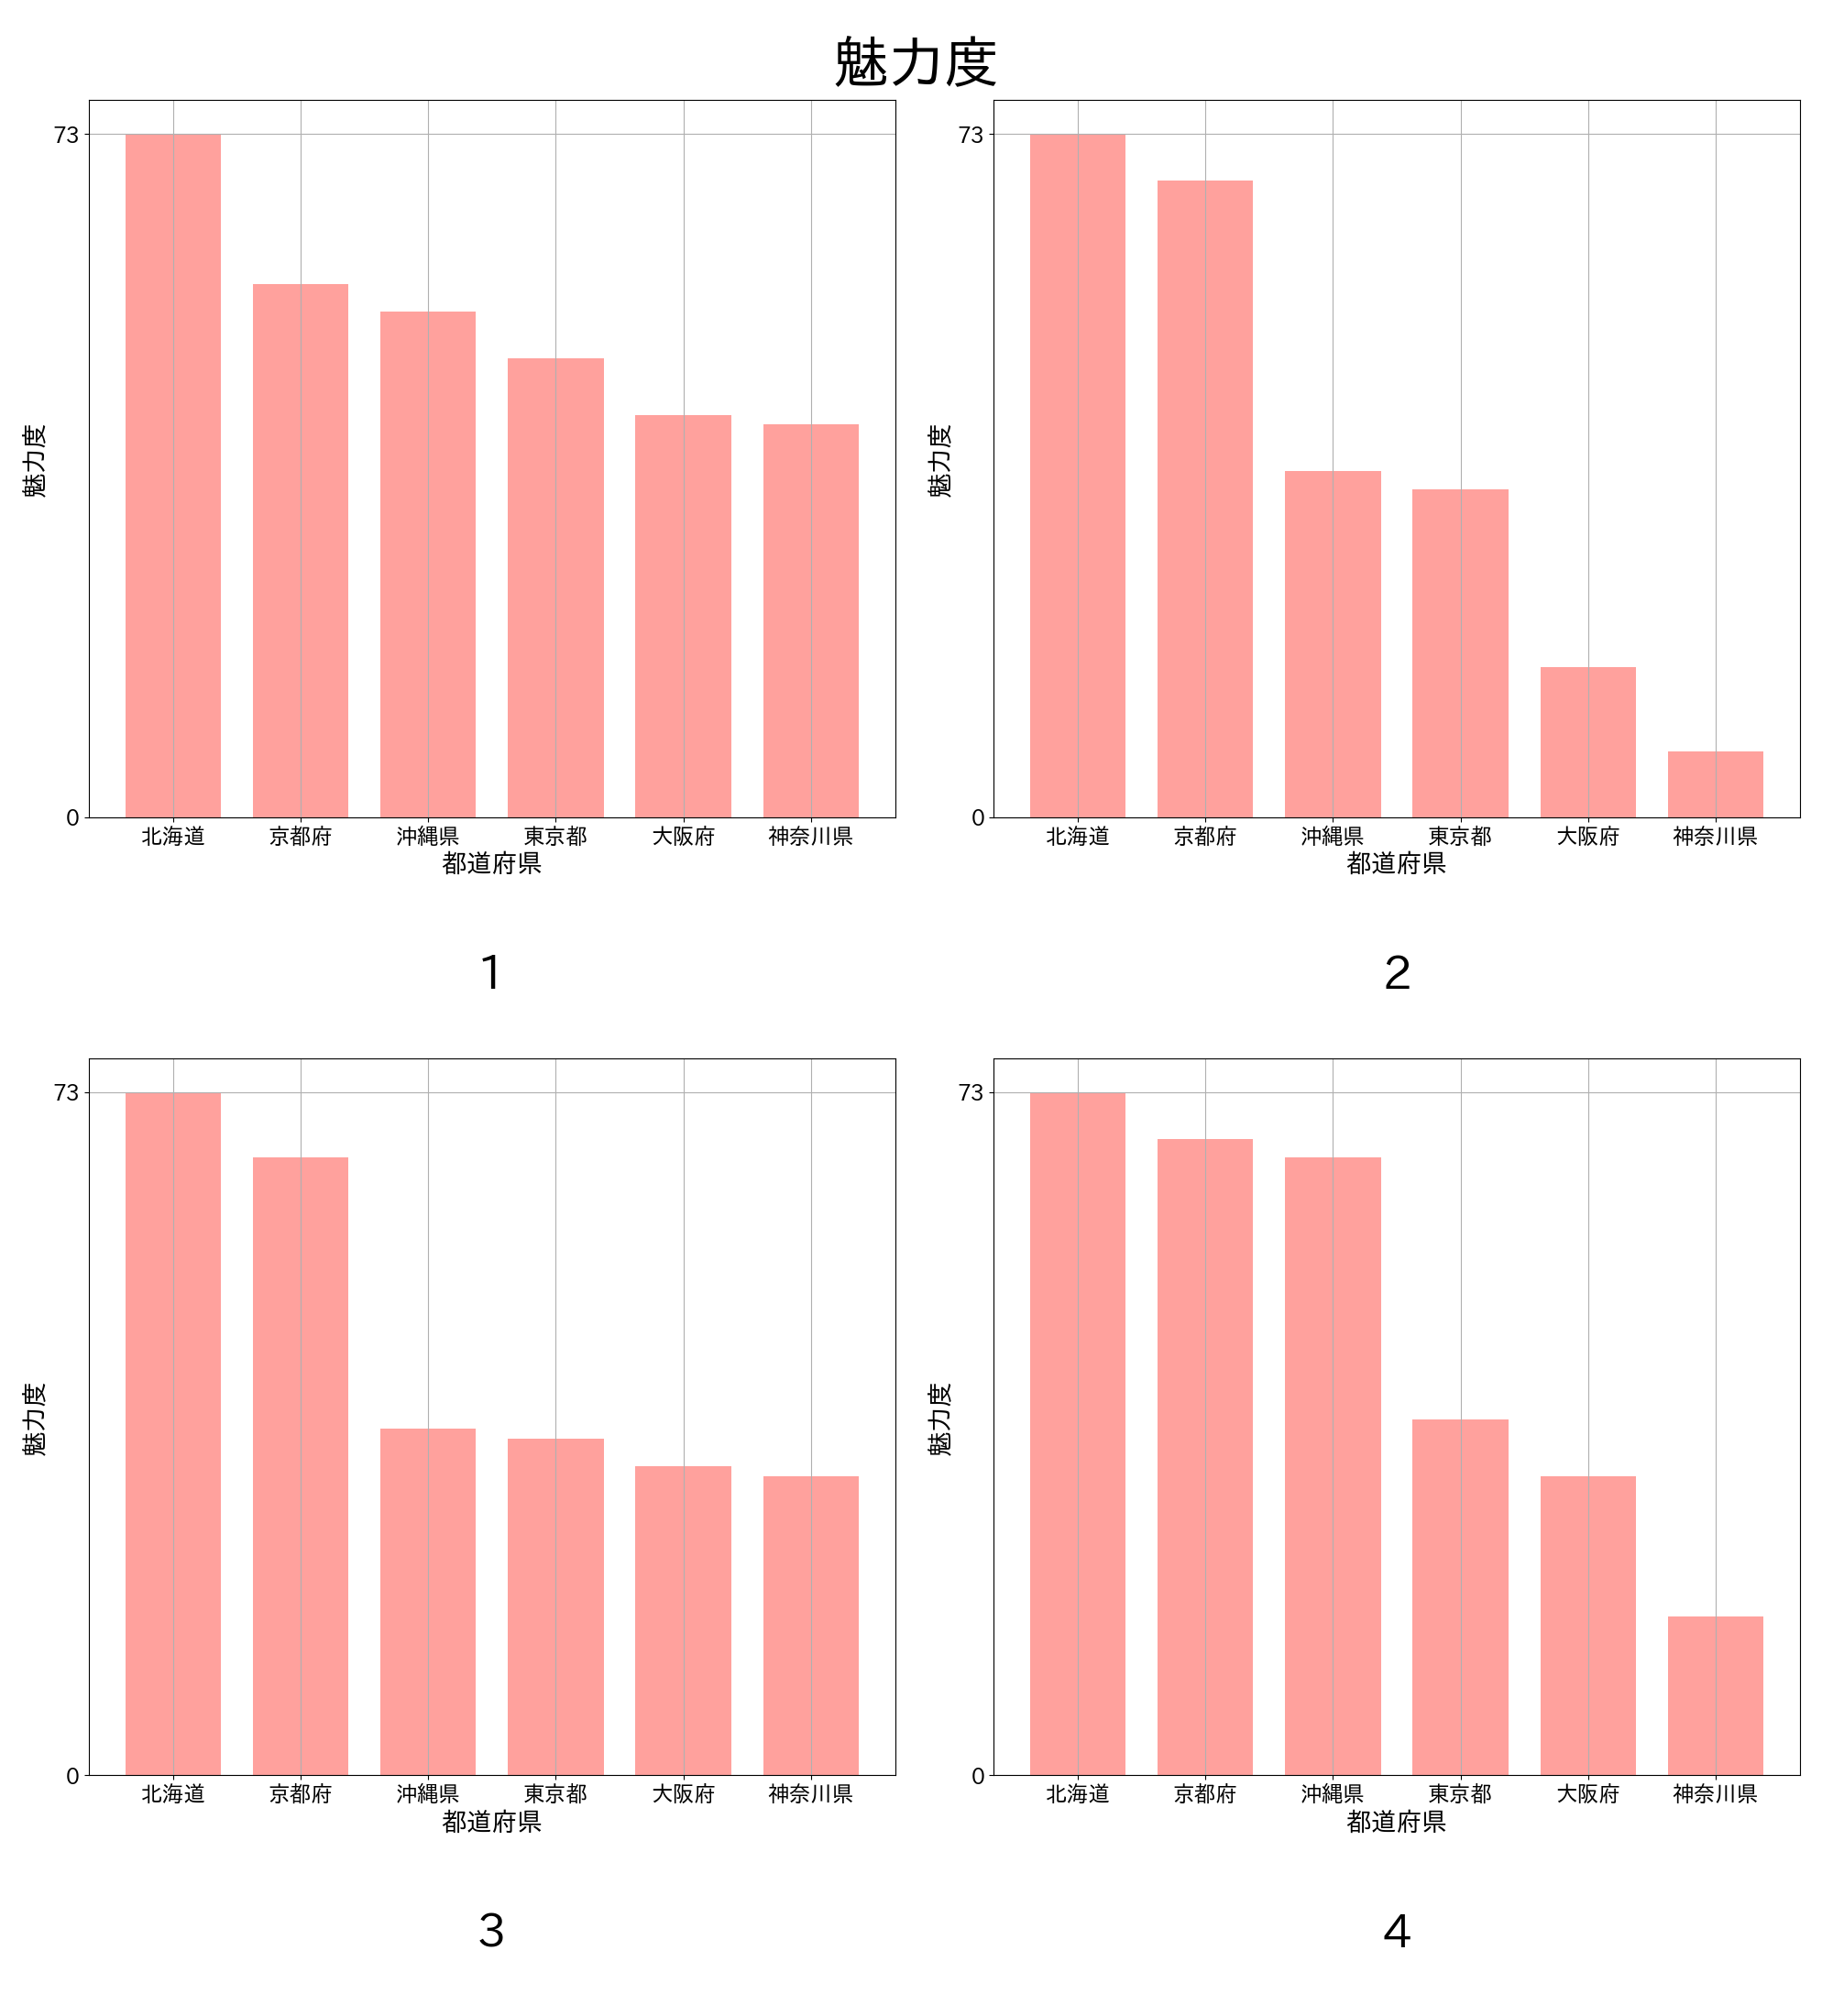 魅力度
73
魅力度
0
北海道 京都府 沖縄県 東京都 大阪府 神奈川県
都道府県
1
73
魅力度
0
北海道 京都府 沖縄県 東京都 大阪府 神奈川県
都道府県
2
73
魅力度
0
北海道 京都府 沖縄県 東京都 大阪府 神奈川県
都道府県
3
73
魅力度
0
北海道 京都府 沖縄県 東京都 大阪府 神奈川県
都道府県
4